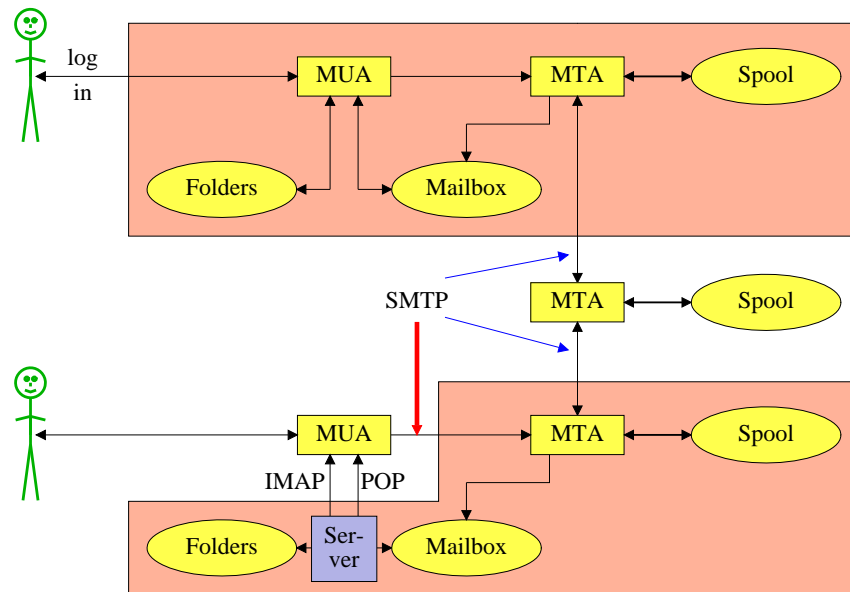 log
in
MUA
MTA
Spool
Folders
Mailbox
SMTP
MTA
Spool
MUA
MTA
Spool
IMAP
POP
Folders
Ser-
ver
Mailbox